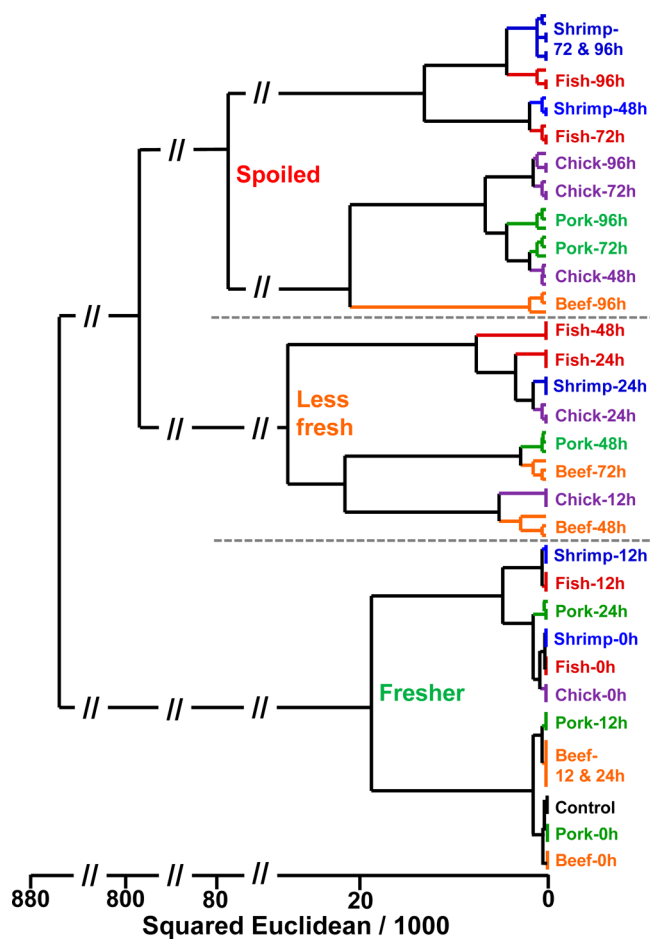 Shrimp-
72 & 96h
Fish-96h
Shrimp-48h
Fish-72h
Chick-96h
Spoiled
Chick-72h
Pork-96h
Pork-72h
Chick-48h
Beef-96h
Fish-48h
Fish-24h
Shrimp-24h
Less
fresh
Chick-24h
Pork-48h
Beef-72h
Chick-12h
Beef-48h
Shrimp-12h
Fish-12h
Pork-24h
Shrimp-0h
Fish-0h
Fresher
Chick-0h
Pork-12h
Beef-
12 & 24h
Control
Pork-0h
Beef-0h
880 800 80 20 0
Squared Euclidean / 1000